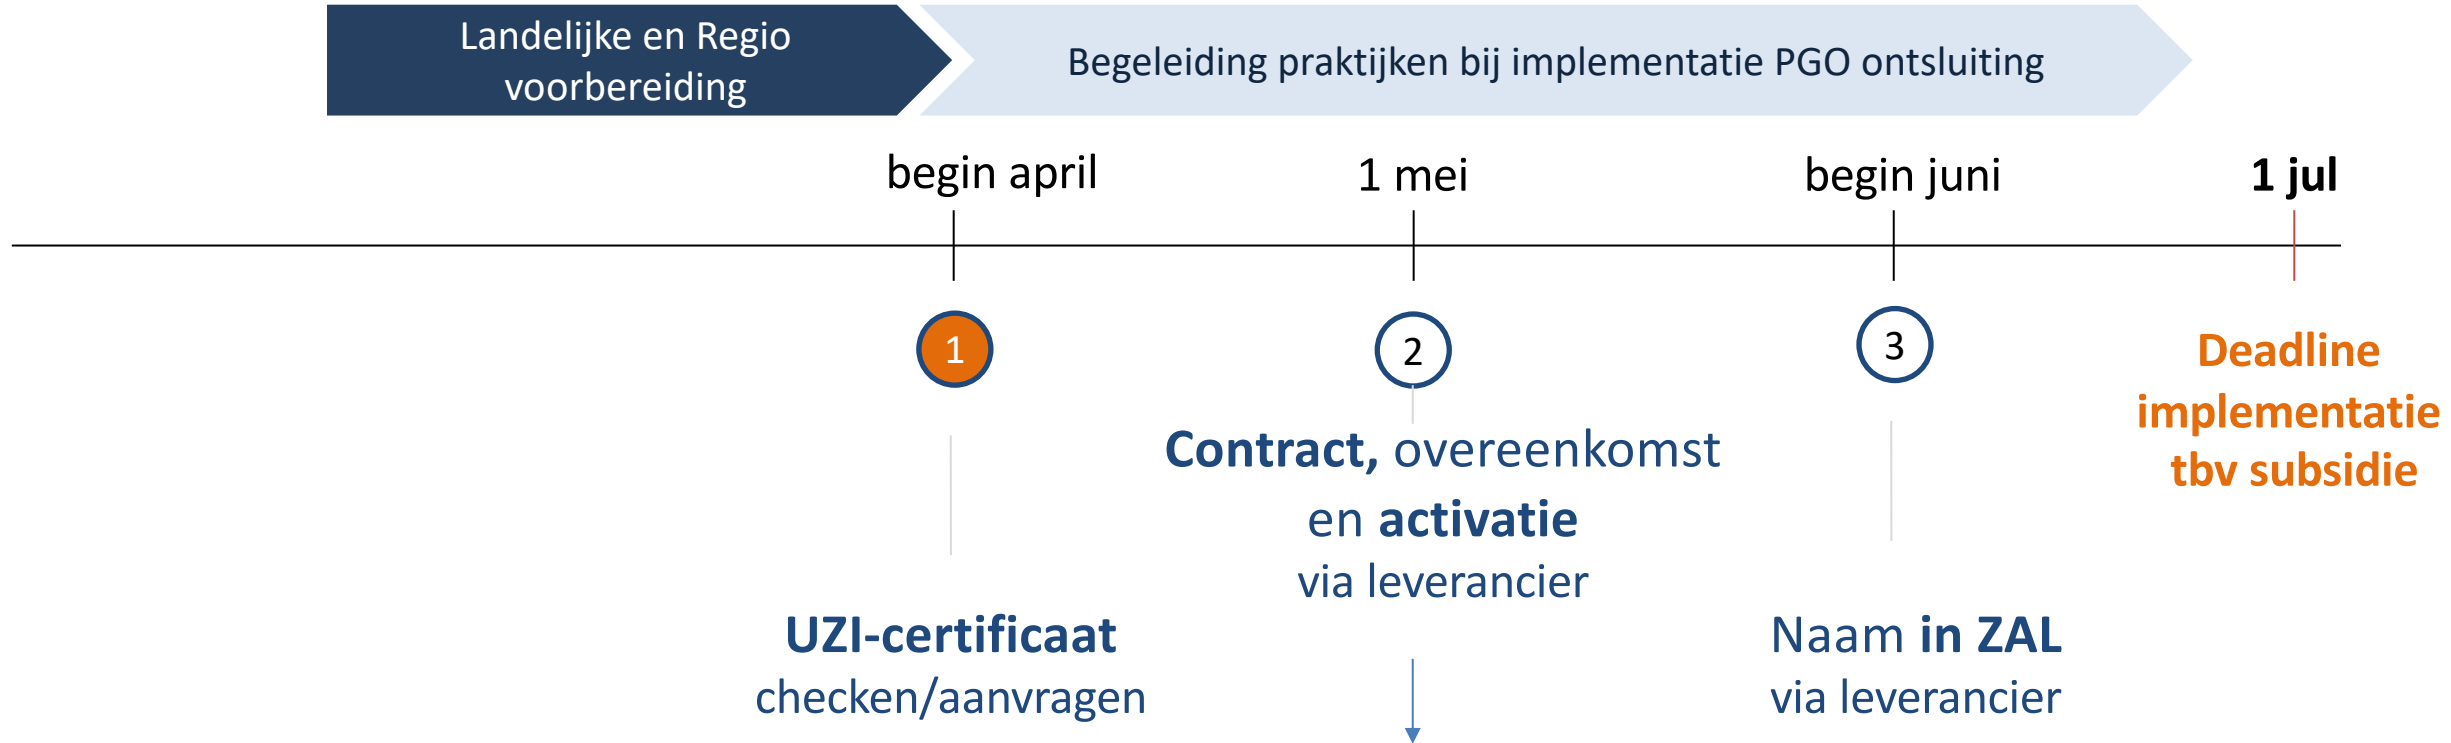 Landelijke en Regio
voorbereiding
Begeleiding praktijken bij implementatie PGO ontsluiting
begin april
1 mei
begin juni
1 jul
1
2
3
Contract, overeenkomst
en activatie
via leverancier
UZI-certificaat
checken/aanvragen
Naam in ZAL
via leverancier
Deadline
implementatie
tbv subsidie